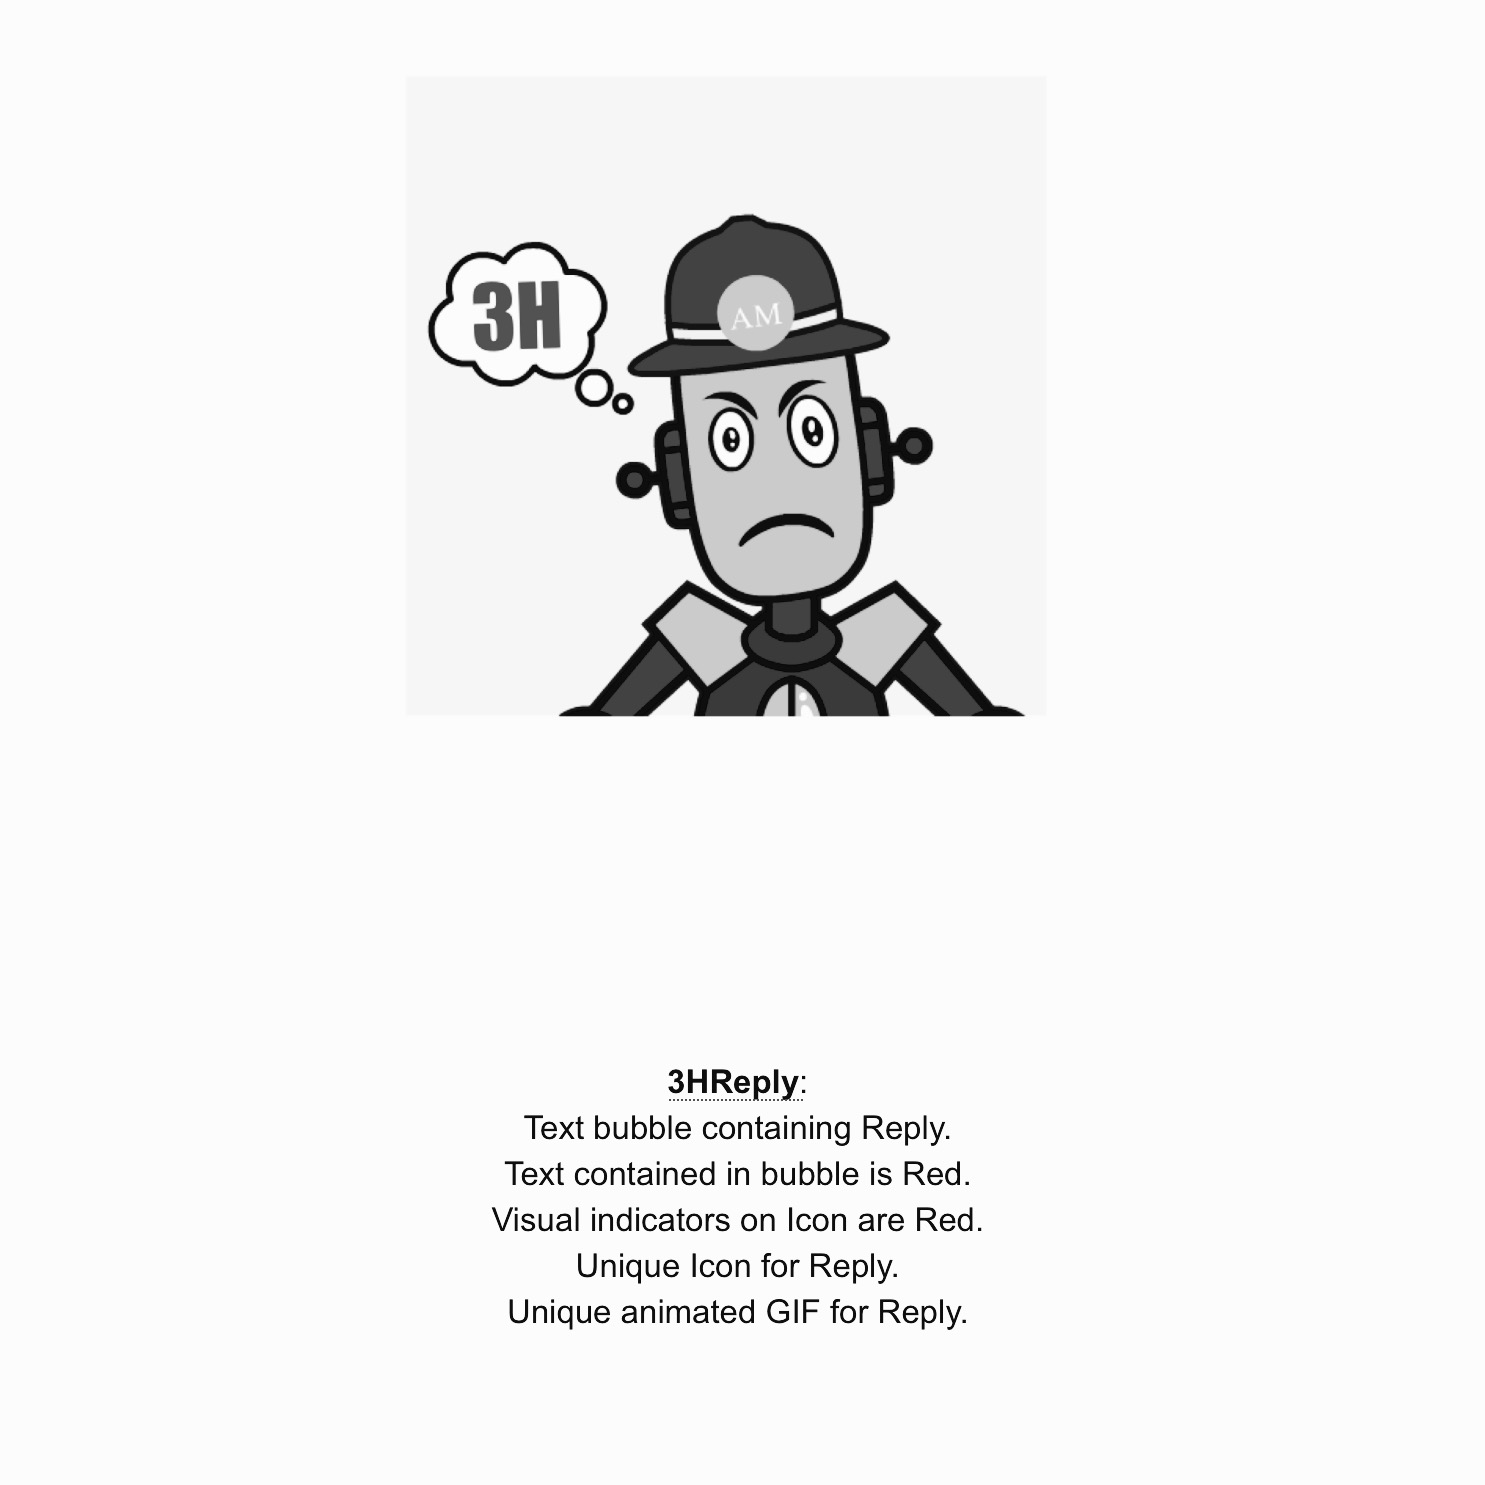 3H
AM
3HReply:
Text bubble containing Reply.
Text contained in bubble is Red.
Visual indicators on Icon are Red.
Unique Icon for Reply.
Unique animated GIF for Reply.